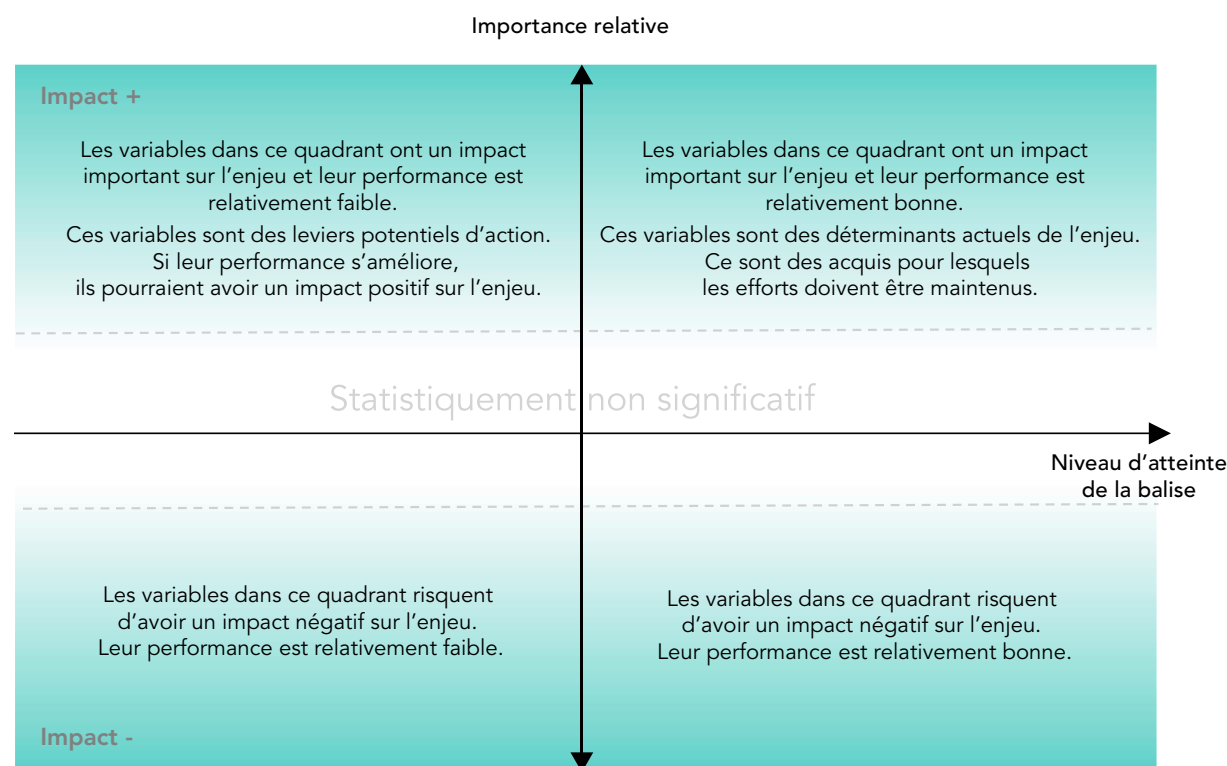 Importance relative
Impact +
Les variables dans ce quadrant ont un impact
important sur l'enjeu et leur performance est
relativement faible.
Ces variables sont des leviers potentiels d'action.
Si leur performance s'améliore,
ils pourraient avoir un impact positif sur l'enjeu.
Les variables dans ce quadrant ont un impact
important sur l'enjeu et leur performance est
relativement bonne.
Ces variables sont des déterminants actuels de l'enjeu.
Ce sont des acquis pour lesquels
les efforts doivent être maintenus.
Statistiquement non significatif
Niveau d'atteinte
de la balise
Les variables dans ce quadrant risquent
d'avoir un impact négatif sur l'enjeu.
Leur performance est relativement faible.
Les variables dans ce quadrant risquent
d'avoir un impact négatif sur l'enjeu.
Leur performance est relativement bonne.
Impact -